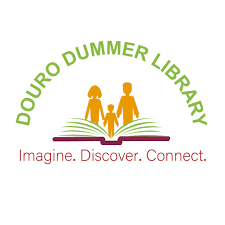 DOURO DUMMER LIBRARY
Imagine. Discover. Connect.